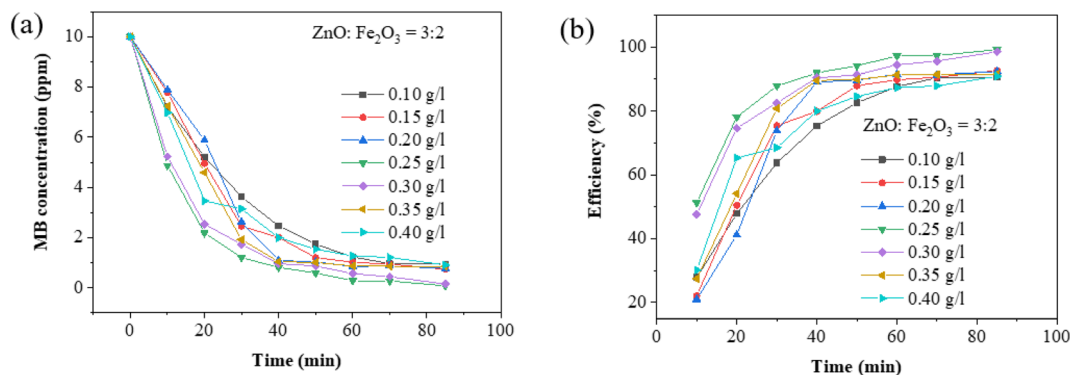 (a)
ZnO: Fe₂O₃ = 3:2
MB concentration (ppm)
10
8
6
4
2
0
0.10 g/l
0.15 g/l
0.20 g/l
0.25 g/l
0.30 g/l
0.35 g/l
0.40 g/l
0
20
40
60
80
100
Time (min)
(b)
Efficiency (%)
100
80
60
40
20
ZnO: Fe₂O₃ = 3:2
0.10 g/l
0.15 g/l
0.20 g/l
0.25 g/l
0.30 g/l
0.35 g/l
0.40 g/l
0
20
40
60
80
100
Time (min)